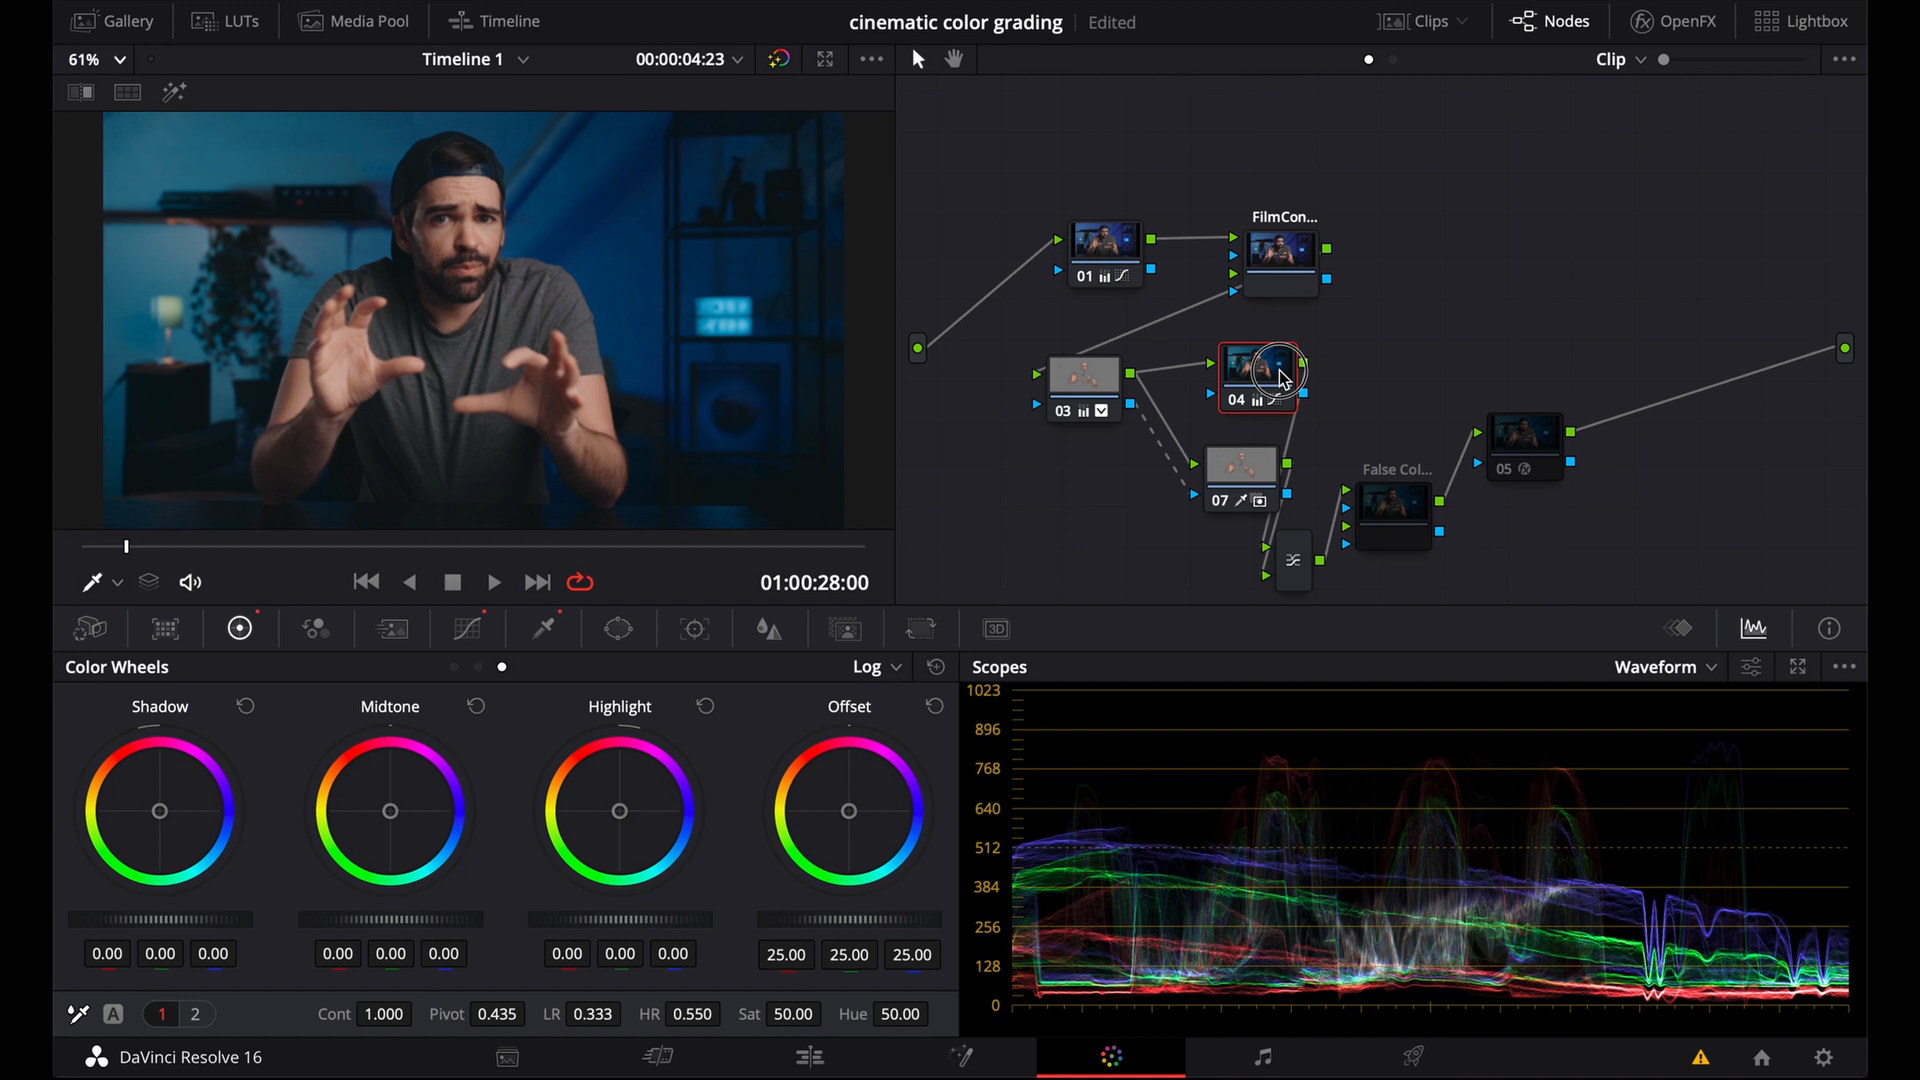 Gallery LUTs Media Pool Timeline cinematic color grading Edited Clips Nodes fx OpenFX Lightbox
61% Timeline 1 00:00:04:23 Clip
FilmCon...
01
03
04
07
False Col...
05
01:00:28:00
3D
Color Wheels Log Scopes Waveform
Shadow Midtone Highlight Offset
0.00 0.00 0.00 0.00 0.00 0.00 0.00 0.00 0.00 25.00 25.00 25.00
A 1 2 Cont 1.000 Pivot 0.435 LR 0.333 HR 0.550 Sat 50.00 Hue 50.00
1023
896
768
640
512
384
256
128
0
DaVinci Resolve 16